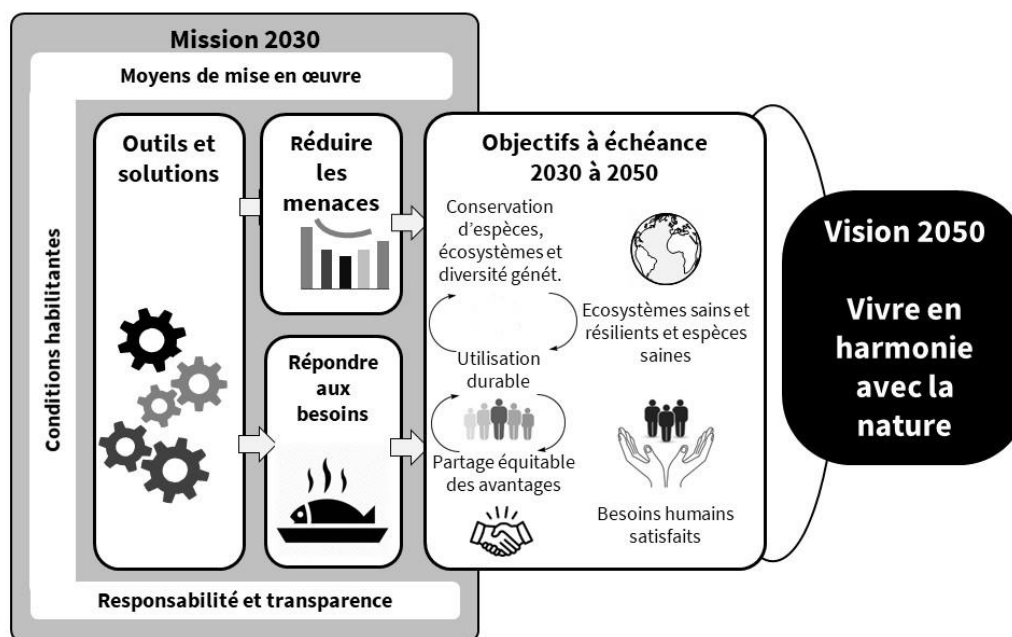 Mission 2030
Moyens de mise en œuvre
Conditions habilitantes
Outils et
solutions
Réduire
les
menaces
Répondre
aux
besoins
Objectifs à échéance
2030 à 2050
Conservation
d'espèces,
écosystèmes et
diversité génét.
Ecosystèmes sains et
résilients et espèces
saines
Utilisation
durable
Partage équitable
des avantages
Besoins humains
satisfaits
Vision 2050
Vivre en
harmonie
avec la
nature
Responsabilité et transparence